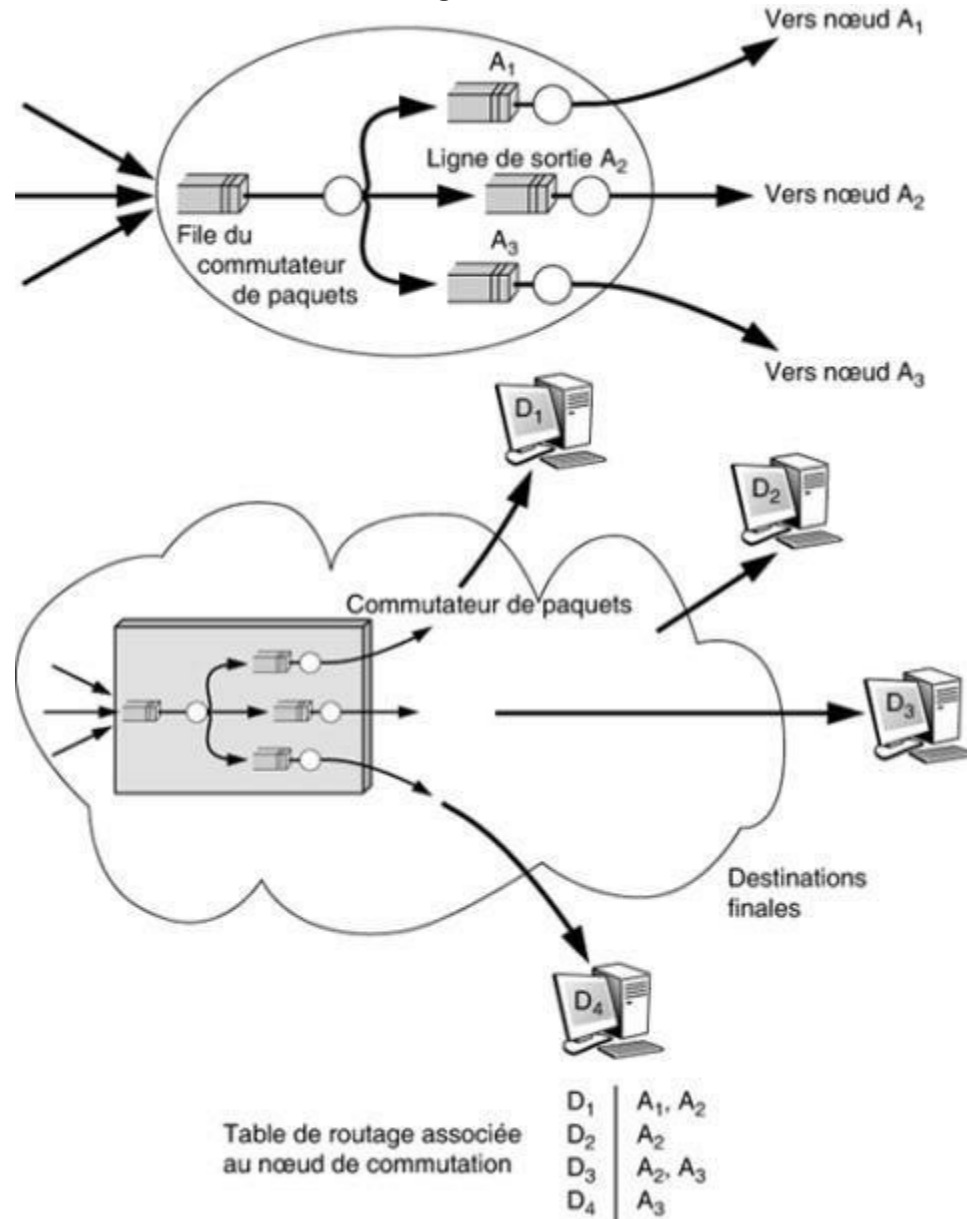 Vers nœud A₁
A₁
Ligne de sortie A₂
Vers nœud A₂
File du
commutateur
de paquets
A₃
Vers nœud A₃
D₁
D₂
Commutateur de paquets
D₃
Destinations
finales
D₄
Table de routage associée
au nœud de commutation
D₁ | A₁, A₂
D₂ | A₂
D₃ | A₂, A₃
D₄ | A₃